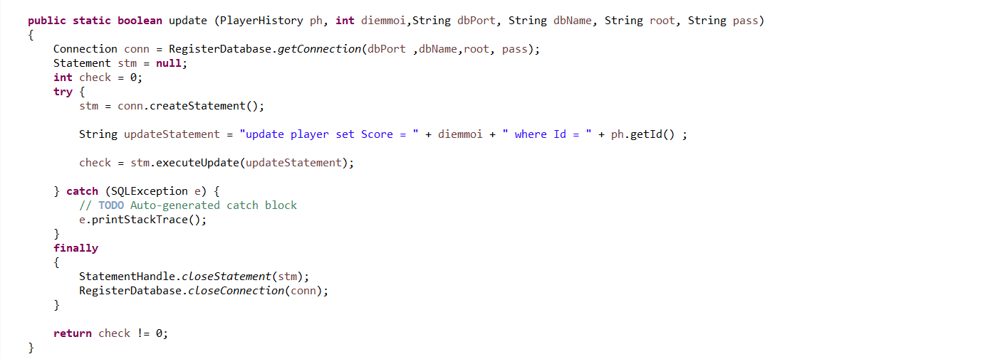 public static boolean update (PlayerHistory ph, int diemmoi,String dbPort, String dbName, String root, String pass)
{
    Connection conn = RegisterDatabase.getConnection(dbPort ,dbName,root, pass);
    Statement stm = null;
    int check = 0;
    try {
        stm = conn.createStatement();

        String updateStatement = "update player set Score = " + diemmoi + " where Id = " + ph.getId() ;

        check = stm.executeUpdate(updateStatement);

    } catch (SQLException e) {
        // TODO Auto-generated catch block
        e.printStackTrace();
    }
    finally
    {
        StatementHandle.closeStatement(stm);
        RegisterDatabase.closeConnection(conn);
    }

    return check != 0;
}